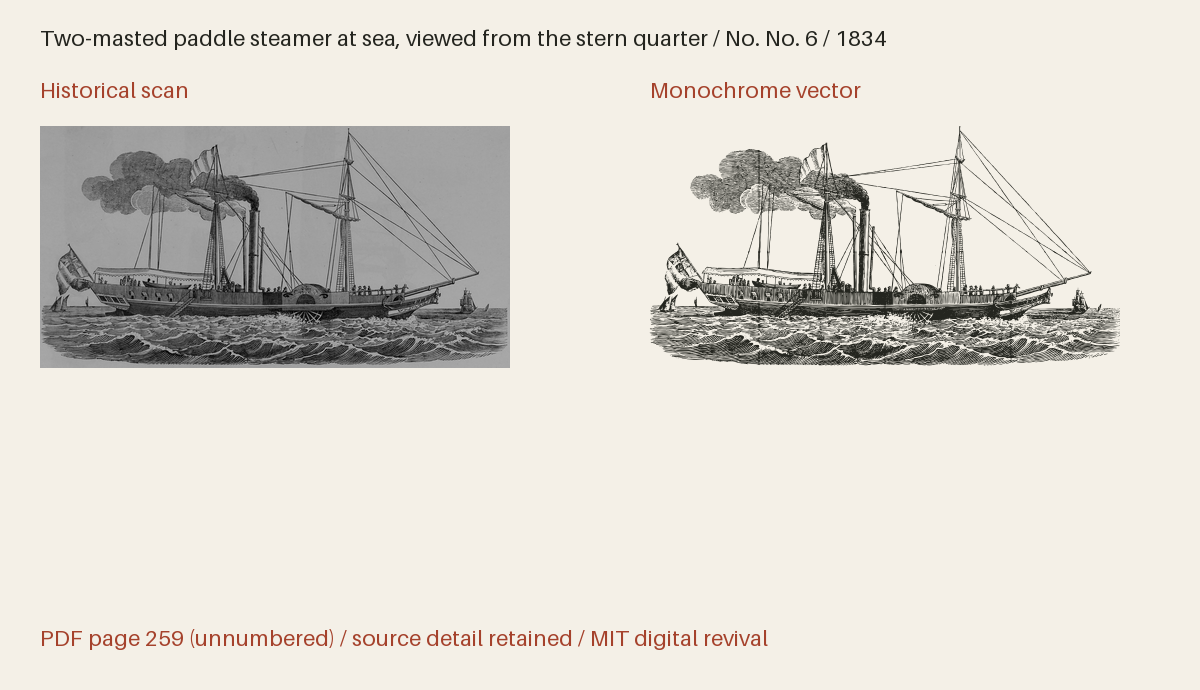 Two-masted paddle steamer at sea, viewed from the stern quarter / No. No. 6 / 1834
Historical scan
Monochrome vector
PDF page 259 (unnumbered) / source detail retained / MIT digital revival